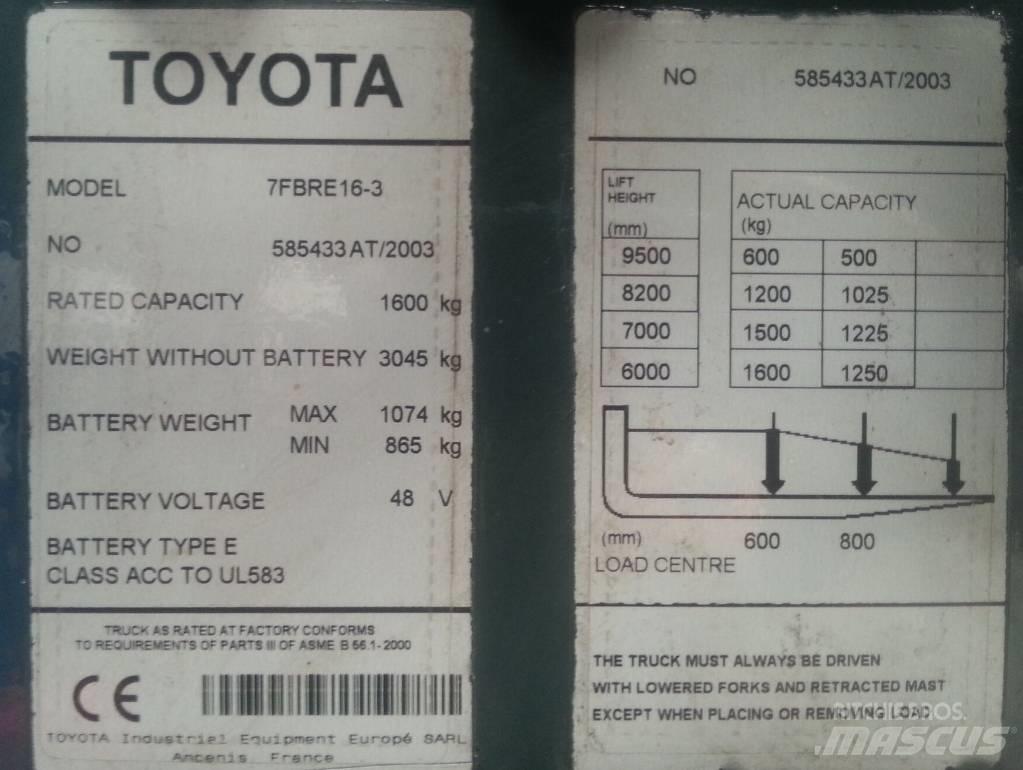 TOYOTA
MODEL 7FBRE16-3
NO 585433AT/2003
RATED CAPACITY 1600 kg
WEIGHT WITHOUT BATTERY 3045 kg
BATTERY WEIGHT MAX 1074 kg
MIN 865 kg
BATTERY VOLTAGE 48 V
BATTERY TYPE E
CLASS ACC TO UL583
TRUCK AS RATED AT FACTORY CONFORMS
TO REQUIREMENTS OF PARTS III OF ASME B 56.1-2000
CE
TOYOTA Industriel Equipment Europé SARL
Ancenis, France
NO 585433AT/2003
LIFT
HEIGHT
(mm)
ACTUAL CAPACITY
(kg)
9500 600 500
8200 1200 1025
7000 1500 1225
6000 1600 1250
(mm) 600 800
LOAD CENTRE
THE TRUCK MUST ALWAYS BE DRIVEN
WITH LOWERED FORKS AND RETRACTED MAST
EXCEPT WHEN PLACING OR REMOVING LOAD
RITCHIE BROS.
MASCUS